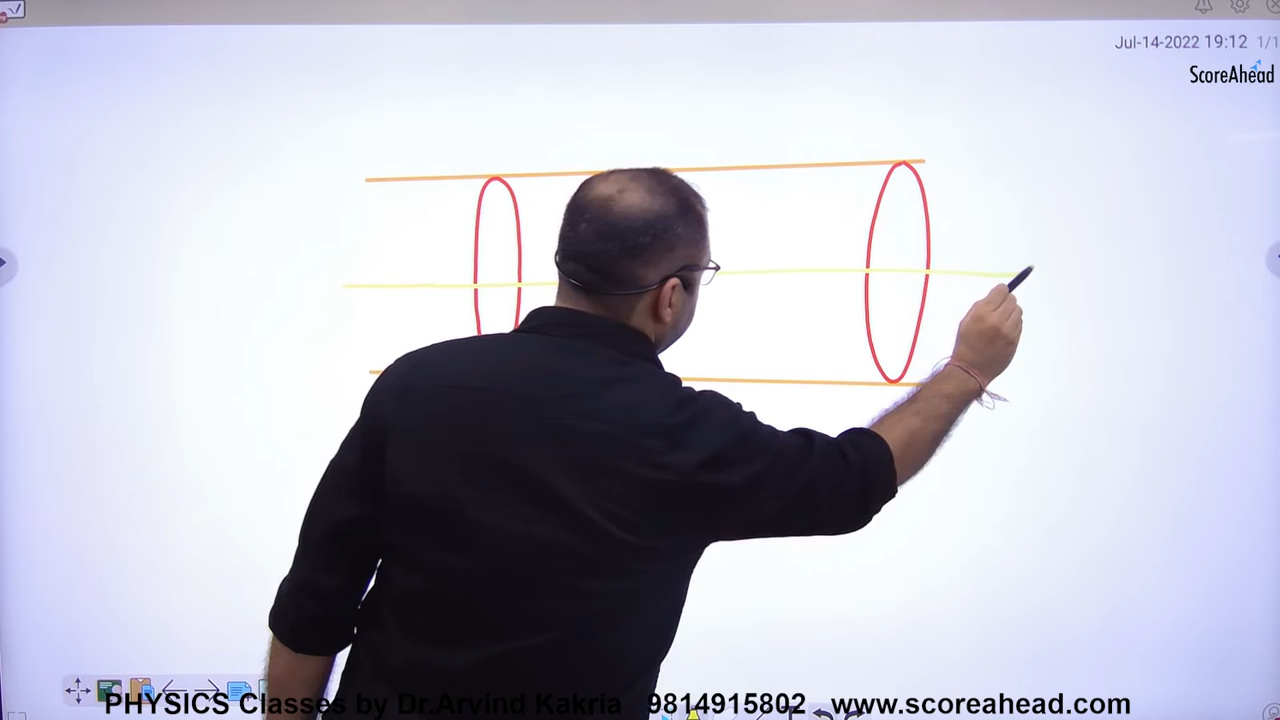 Jul-14-2022 19:12 1/1
ScoreAhead
PHYSICS Classes by Dr.Arvind Kakria 9814915802 www.scoreahead.com